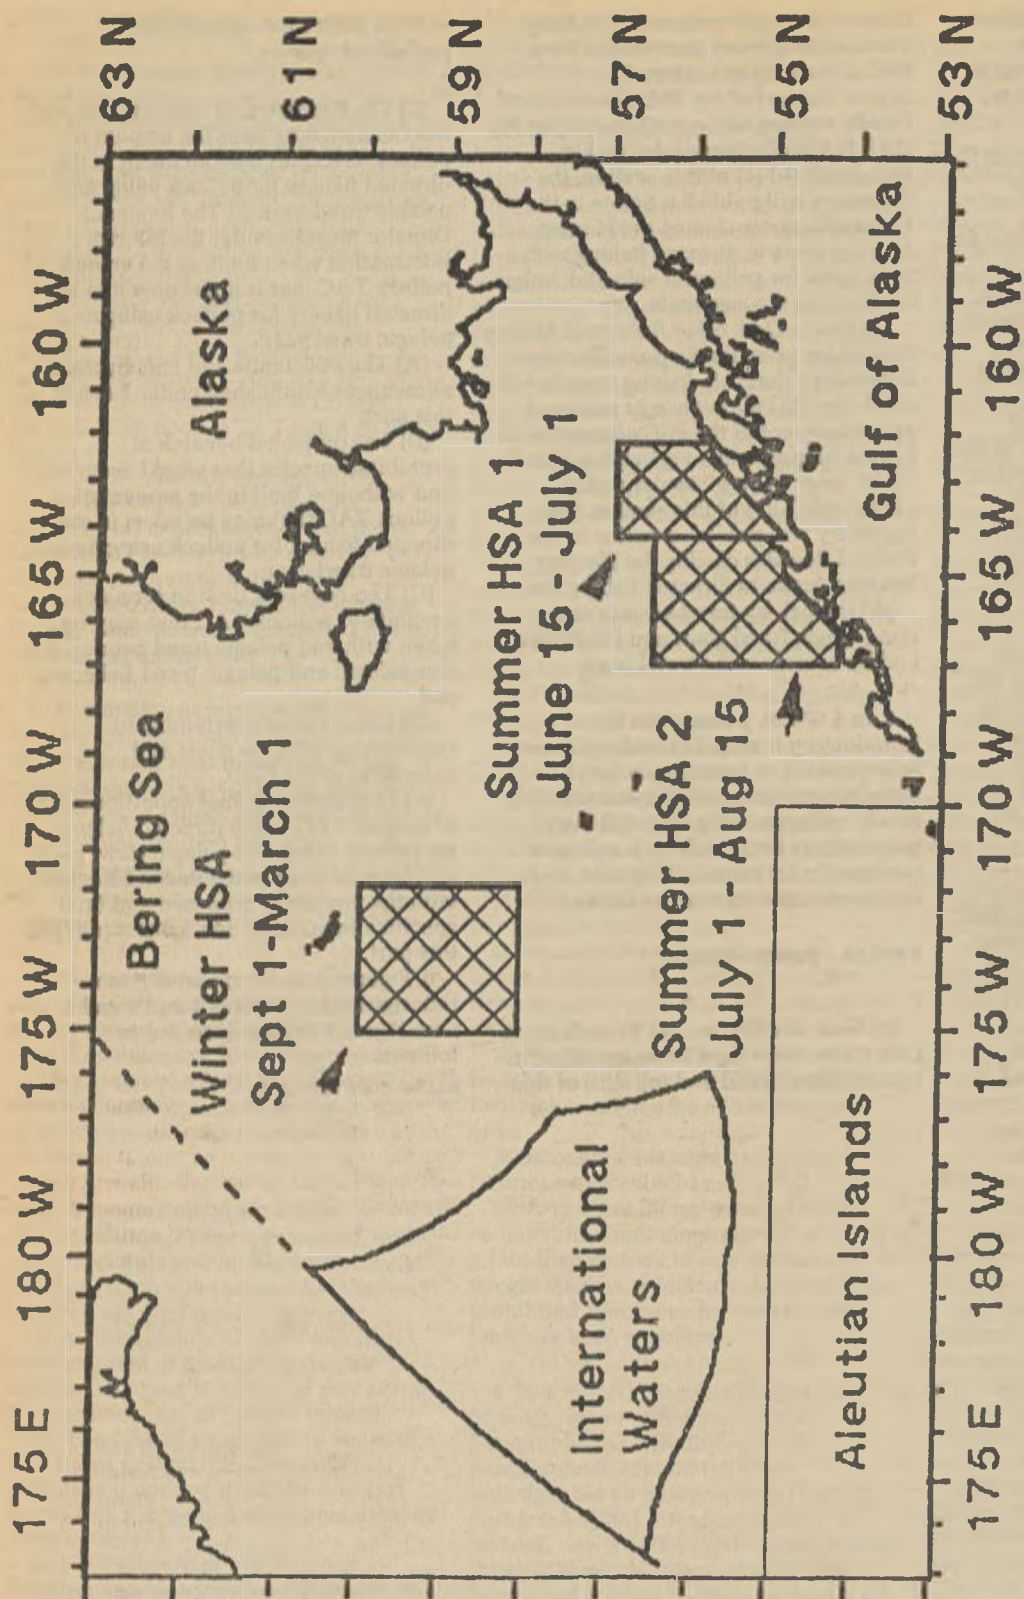 63 N
61 N
59 N
57 N
55 N
53 N
175 E
180 W
175 W
170 W
165 W
160 W
Bering Sea
Alaska
Winter HSA
Sept 1-March 1
Summer HSA 1
June 15 - July 1
Summer HSA 2
July 1 - Aug 15
International
Waters
Aleutian Islands
Gulf of Alaska
175 E
180 W
175 W
170 W
165 W
160 W